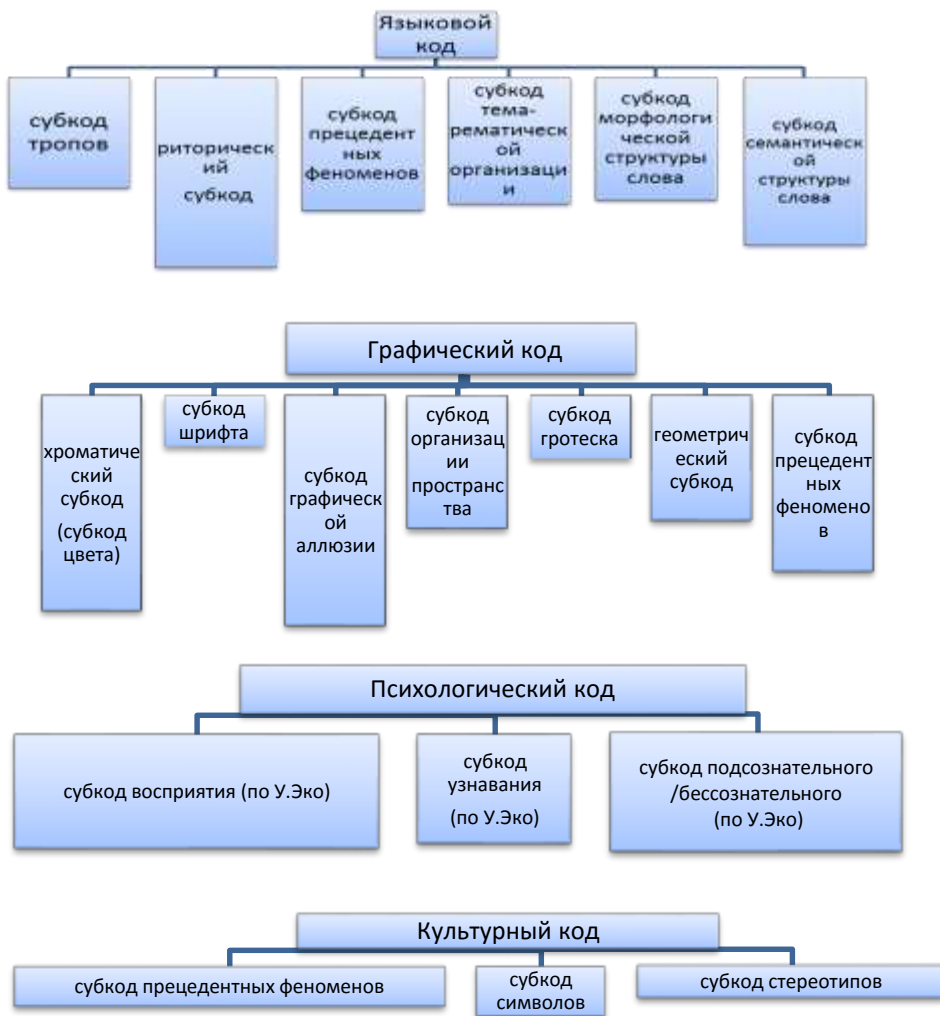 Языковой
код
субкод
тропов
риторическ
ий
субкод
субкод
прецедент
ных
феноменов
субкод
тема-
рематическ
ой
организаци
и
субкод
морфологи
ческой
структуры
слова
субкод
семантическ
ой
структуры
слова
Графический код
хроматиче
ский
субкод
(субкод
цвета)
субкод
шрифта
субкод
графическ
ой
аллюзии
субкод
организац
ии
пространс
тва
субкод
гротеска
геометрич
еский
субкод
субкод
прецедент
ных
феномено
в
Психологический код
субкод восприятия (по У.Эко)
субкод
узнавания
(по У.Эко)
субкод подсознательного
/бессознательного
(по У.Эко)
Культурный код
субкод прецедентных феноменов
субкод
символов
субкод стереотипов